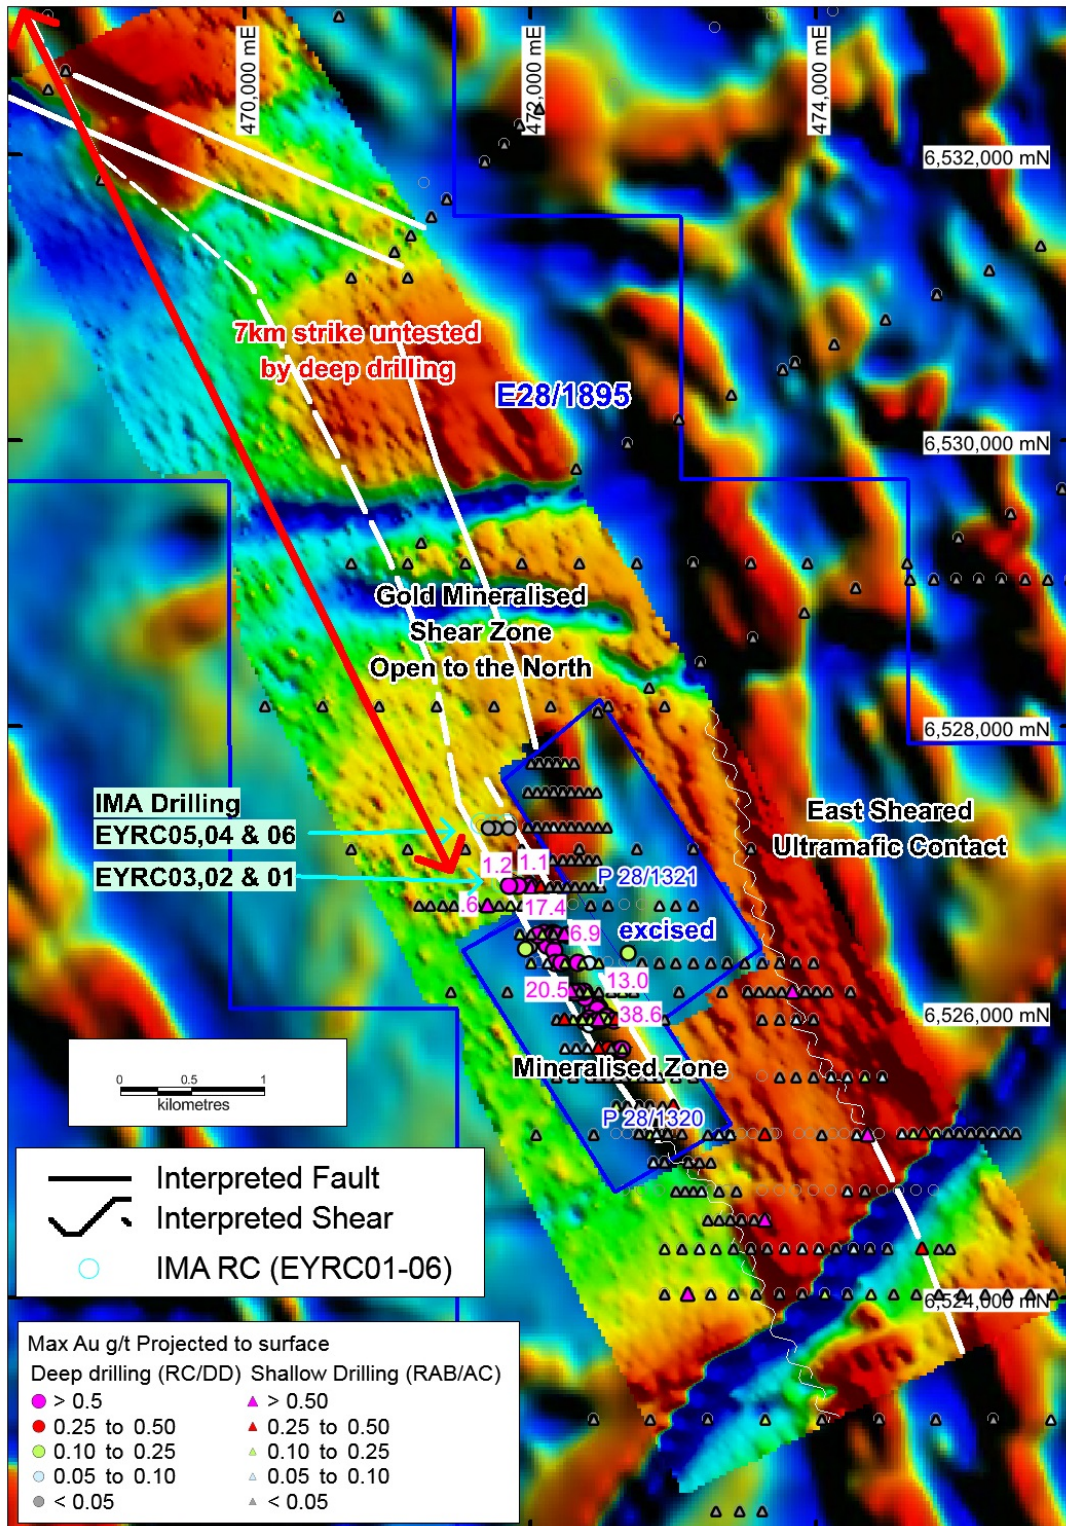 470,000 mE
472,000 mE
474,000 mE
6,532,000 mN
7km strike untested
by deep drilling
E28/1895
6,530,000 mN
Gold Mineralised
Shear Zone
Open to the North
6,528,000 mN
IMA Drilling
EYRC05,04 & 06
EYRC03,02 & 01
East Sheared
Ultramafic Contact
1.2
1.1
P 28/1321
.6
17.4
6.9
excised
20.5
13.0
38.6
6,526,000 mN
Mineralised Zone
P 28/1320
0 0.5 1
kilometres
Interpreted Fault
Interpreted Shear
IMA RC (EYRC01-06)
6,524,000 mN
Max Au g/t Projected to surface
Deep drilling (RC/DD) Shallow Drilling (RAB/AC)
> 0.5 > 0.50
0.25 to 0.50 0.25 to 0.50
0.10 to 0.25 0.10 to 0.25
0.05 to 0.10 0.05 to 0.10
< 0.05 < 0.05